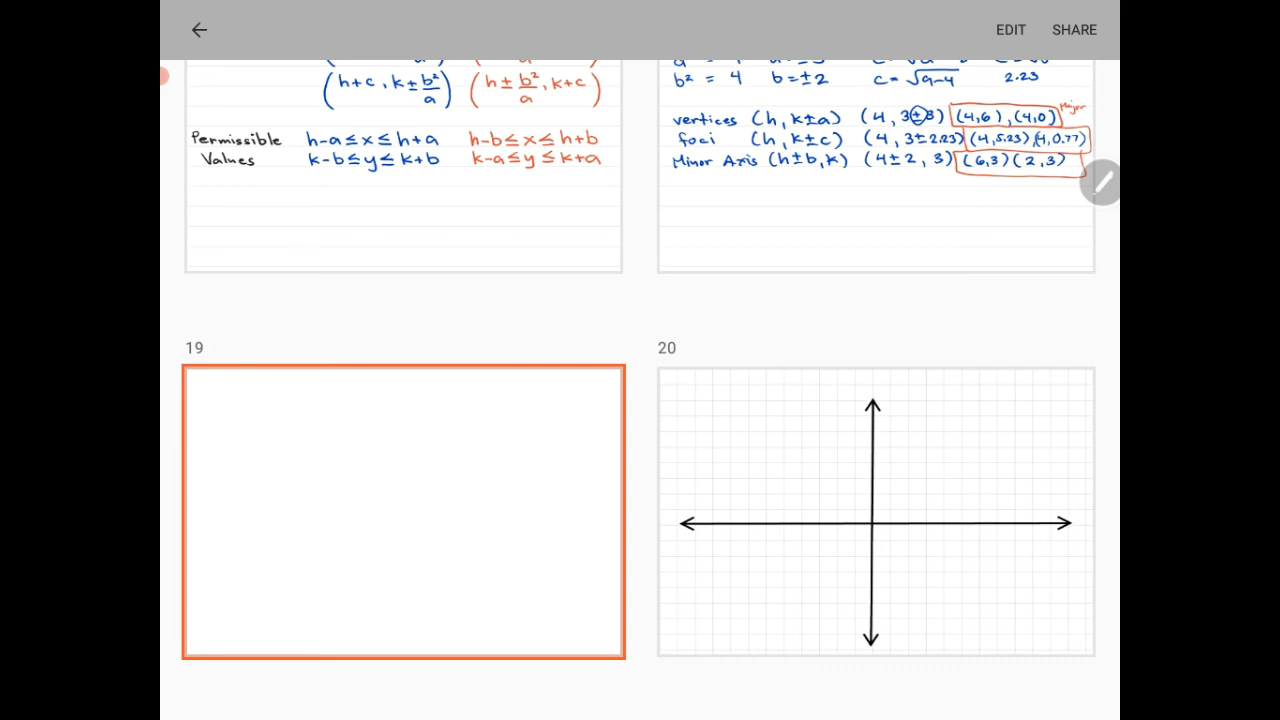 EDIT SHARE
(h+c, k±b²/a) (h±b²/a, k+c)
Permissible h-a≤x≤h+a h-b≤x≤h+b
Values k-b≤y≤k+b k-a≤y≤k+a
b² = 4 b=±2 c=√9-4 2.23
vertices (h, k±a) (4, 3±3) (4,6), (4,0) Major
foci (h, k±c) (4, 3±2.23) (4,5.23) (4,0.77)
Minor Axis (h±b,k) (4±2, 3) (6,3) (2,3)
19
20